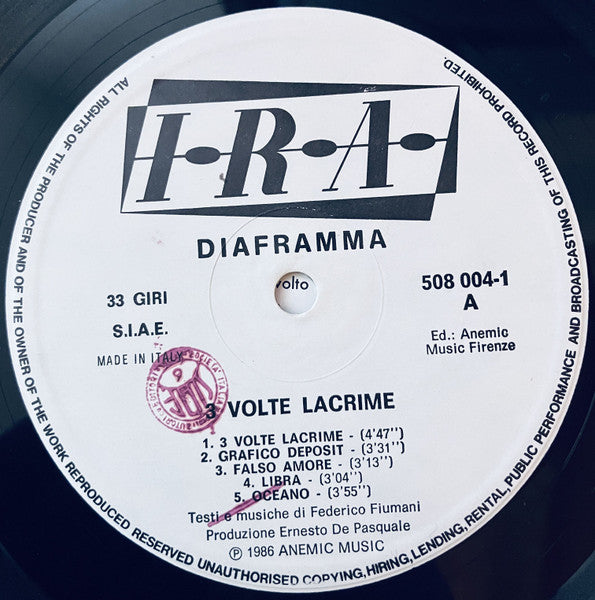 ALL RIGHTS OF THE PRODUCER AND OF THE OWNER OF THE WORK REPRODUCED RESERVED UNAUTHORISED COPYING, HIRING, LENDING, RENTAL, PUBLIC PERFORMANCE AND BROADCASTING OF THIS RECORD PROHIBITED.
I·R·A·
DIAFRAMMA
volto
33 GIRI
S.I.A.E.
MADE IN ITALY
508 004-1
A
Ed.: Anemic
Music Firenze
3 VOLTE LACRIME
1. 3 VOLTE LACRIME - (4'47'')
2. GRAFICO DEPOSIT - (3'31'')
3. FALSO AMORE - (3'13'')
4. LIBRA - (3'04'')
5. OCEANO - (3'55'')
Testi e musiche di Federico Fiumani
Produzione Ernesto De Pasquale
℗ 1986 ANEMIC MUSIC